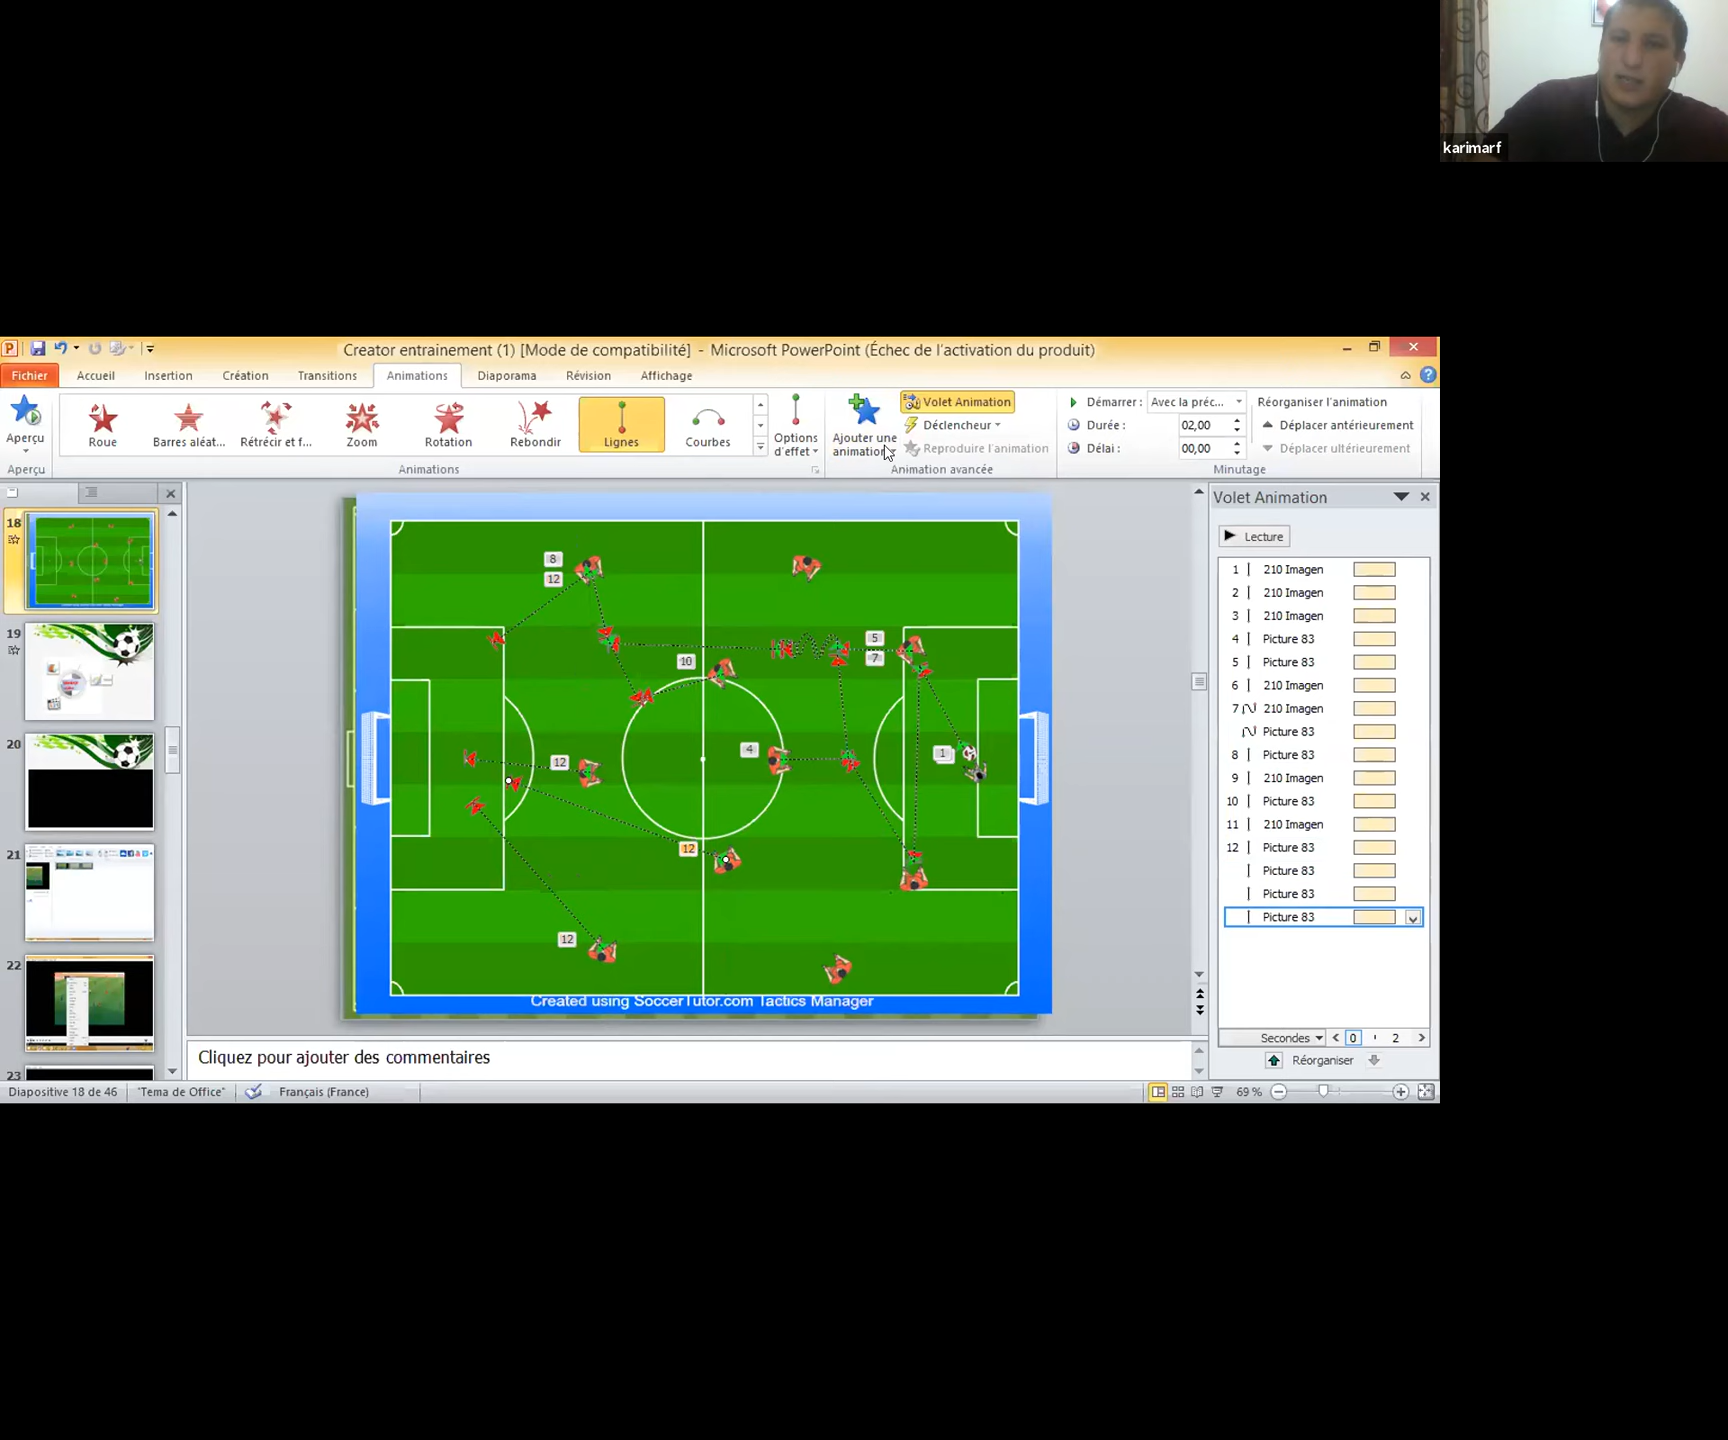 karimarf
Creator entrainement (1) [Mode de compatibilité] - Microsoft PowerPoint (Échec de l'activation du produit)
Fichier Accueil Insertion Création Transitions Animations Diaporama Révision Affichage
Aperçu
Roue Barres aléat... Rétrécir et f... Zoom Rotation Rebondir Lignes Courbes
Options d'effet
Ajouter une animation
Volet Animation
Déclencheur
Reproduire l'animation
Démarrer : Avec la préc...
Durée : 02,00
Délai : 00,00
Réorganiser l'animation
Déplacer antérieurement
Déplacer ultérieurement
Aperçu Animations Animation avancée Minutage
18
19
20
21
22
23
8
12
10
5
7
4
1
12
12
12
Created using SoccerTutor.com Tactics Manager
Volet Animation
Lecture
1 210 Imagen
2 210 Imagen
3 210 Imagen
4 Picture 83
5 Picture 83
6 210 Imagen
7 210 Imagen
Picture 83
8 Picture 83
9 210 Imagen
10 Picture 83
11 210 Imagen
12 Picture 83
Picture 83
Picture 83
Picture 83
Secondes 0 2
Réorganiser
Cliquez pour ajouter des commentaires
Diapositive 18 de 46 "Tema de Office" Français (France) 69 %